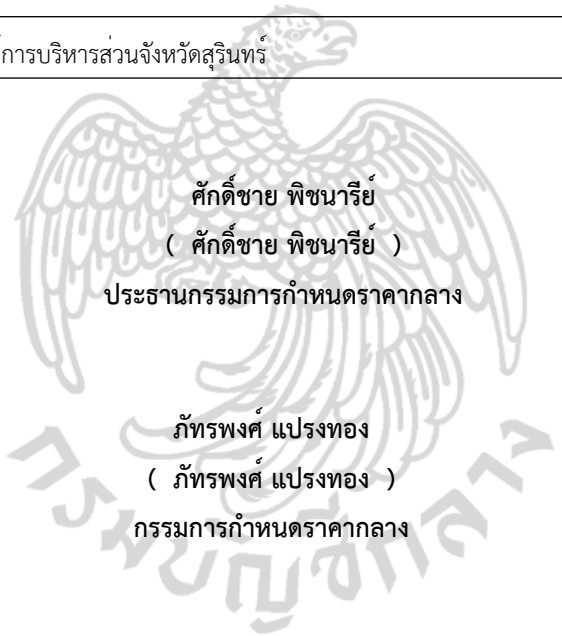 การบริหารส่วนจังหวัดสุรินทร์
ศักดิ์ชาย พิชนารีย์
( ศักดิ์ชาย พิชนารีย์ )
ประธานกรรมการกำหนดราคากลาง
ภัทรพงศ์ แปรงทอง
( ภัทรพงศ์ แปรงทอง )
กรรมการกำหนดราคากลาง
กรมบัญชีกลาง